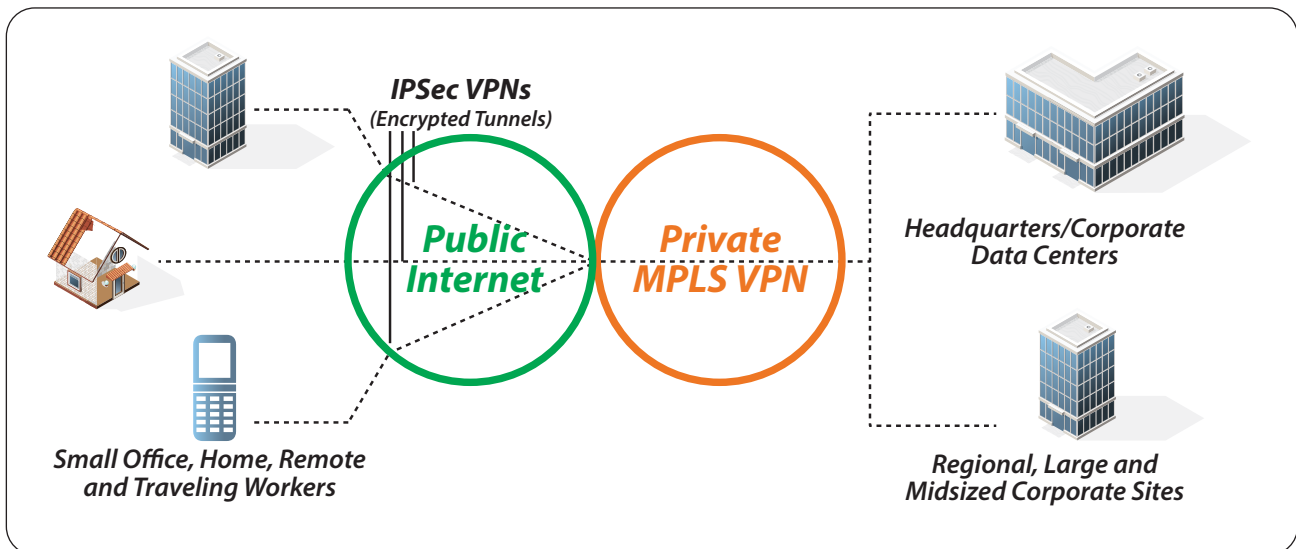 IPSec VPNs
(Encrypted Tunnels)
Public
Internet
Private
MPLS VPN
Headquarters/Corporate
Data Centers
Small Office, Home, Remote
and Traveling Workers
Regional, Large and
Midsized Corporate Sites